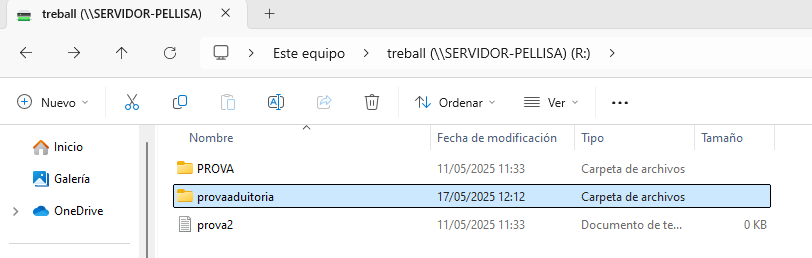 treball (\\SERVIDOR-PELLISA)
Este equipo > treball (\\SERVIDOR-PELLISA) (R:) >
Nuevo Ordenar Ver ...
Nombre Fecha de modificación Tipo Tamaño
Inicio
Galería
OneDrive
PROVA 11/05/2025 11:33 Carpeta de archivos
provaaduitoria 17/05/2025 12:12 Carpeta de archivos
prova2 11/05/2025 11:33 Documento de te... 0 KB